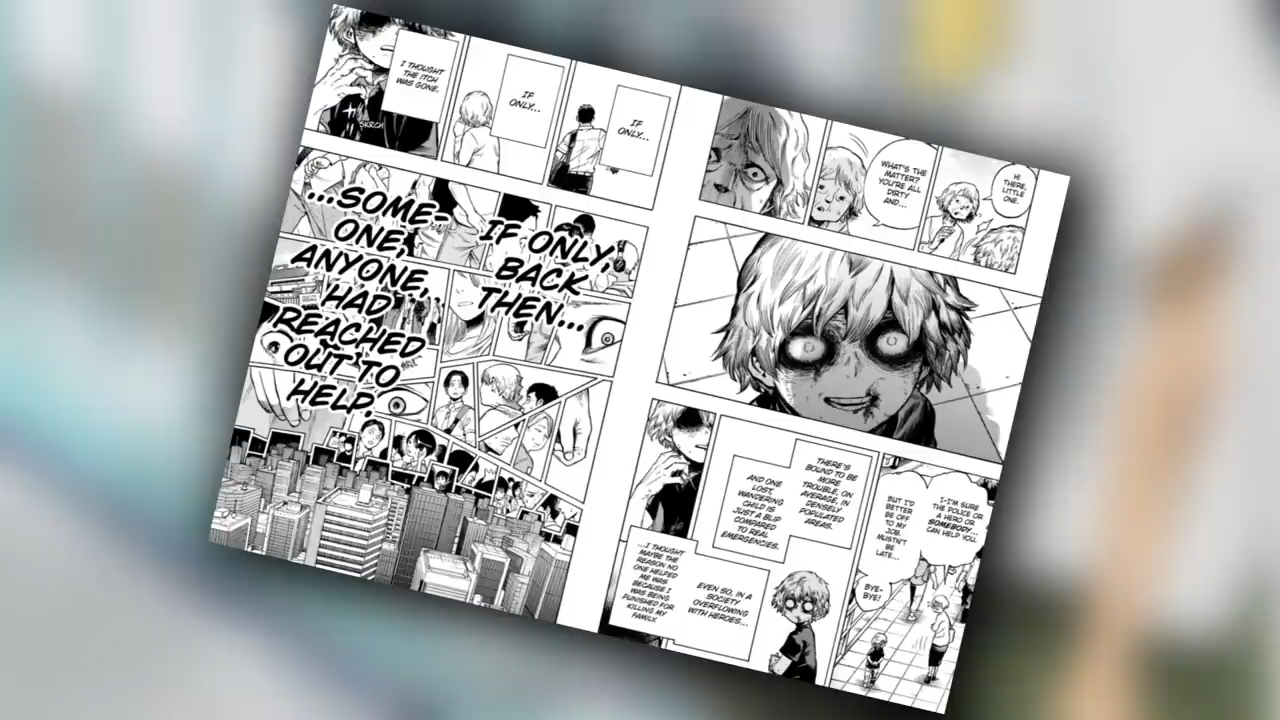 HI
THERE,
LITTLE
ONE.
WHAT'S THE
MATTER?
YOU'RE ALL
DIRTY
AND...
I-I'M SURE
THE POLICE OR
A HERO OR
SOMEBODY...
CAN HELP YOU.
BUT I'D
BETTER
BE OFF
TO MY
JOB.
MUSTN'T
BE
LATE...
BYE-
BYE!
THERE'S
BOUND TO BE
MORE
TROUBLE, ON
AVERAGE, IN
DENSELY
POPULATED
AREAS.
AND ONE
LOST,
WANDERING
CHILD IS
JUST A BLIP
COMPARED
TO REAL
EMERGENCIES.
EVEN SO, IN A
SOCIETY
OVERFLOWING
WITH HEROES...
...I THOUGHT
MAYBE THE
REASON NO
ONE HELPED
ME WAS
BECAUSE I
WAS BEING
PUNISHED FOR
KILLING MY
FAMILY.
IF
ONLY...
IF
ONLY...
I THOUGHT
THE ITCH
WAS GONE.
SKRCH
IF ONLY,
BACK
THEN...
...SOME-
ONE,
ANYONE,
HAD
REACHED
OUT TO
HELP.